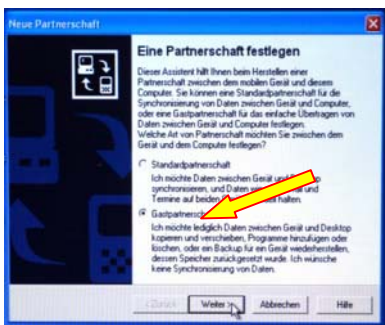 Neue Partnerschaft
Eine Partnerschaft festlegen
Dieser Assistent hilft Ihnen beim Herstellen einer
Partnerschaft zwischen dem mobilen Gerät und diesem
Computer. Sie können eine Standardpartnerschaft für die
Synchronisierung von Daten zwischen Gerät und Computer,
oder eine Gastpartnerschaft für das einfache Übertragen von
Daten zwischen Gerät und Computer festlegen.
Welche Art von Partnerschaft möchten Sie zwischen dem
Gerät und dem Computer festlegen?
Standardpartnerschaft
Ich möchte Daten zwischen Gerät und
synchronisieren, und Daten und
Termine auf beiden halten.
Gastpartnersch
Ich möchte lediglich Daten zwischen Gerät und Desktop
kopieren und verschieben, Programme hinzufügen oder
löschen, oder ein Backup für ein Gerät wiederherstellen,
dessen Speicher zurückgesetzt wurde. Ich wünsche
keine Synchronisierung von Daten.
< Zurück Weiter > Abbrechen Hilfe